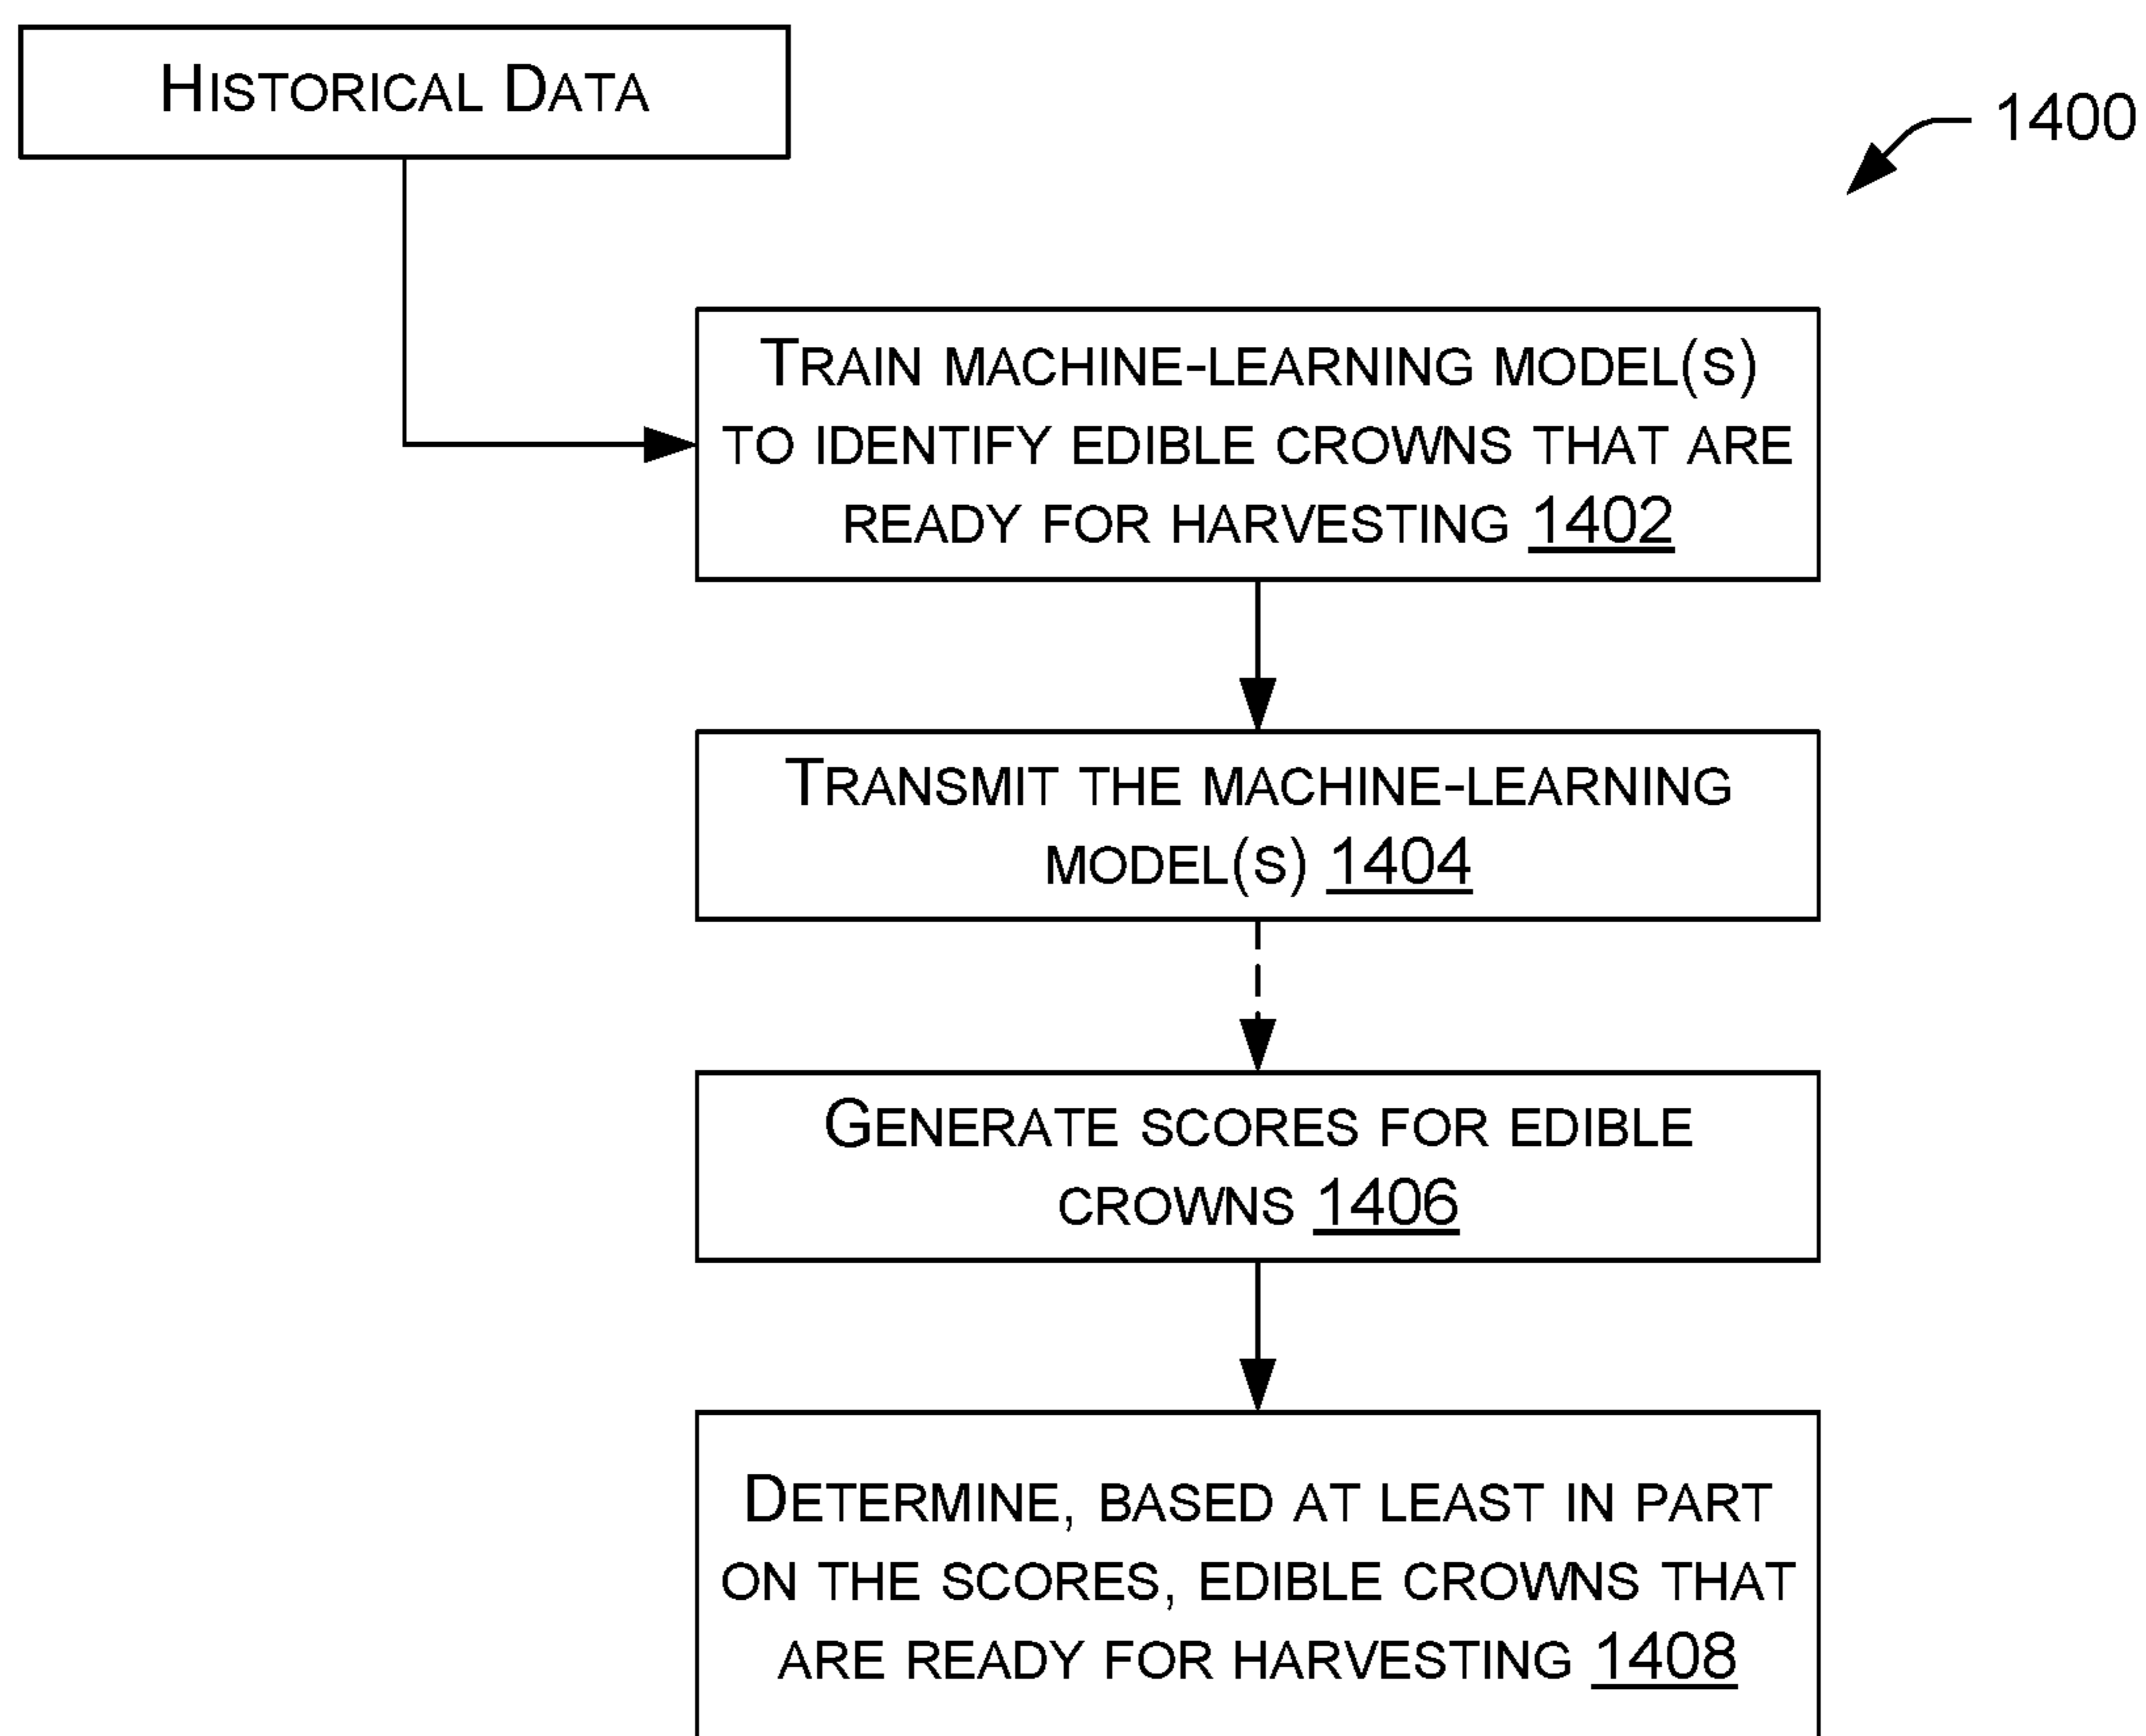 HISTORICAL DATA
1400
TRAIN MACHINE-LEARNING MODEL(S)
TO IDENTIFY EDIBLE CROWNS THAT ARE
READY FOR HARVESTING 1402
TRANSMIT THE MACHINE-LEARNING
MODEL(S) 1404
GENERATE SCORES FOR EDIBLE
CROWNS 1406
DETERMINE, BASED AT LEAST IN PART
ON THE SCORES, EDIBLE CROWNS THAT
ARE READY FOR HARVESTING 1408